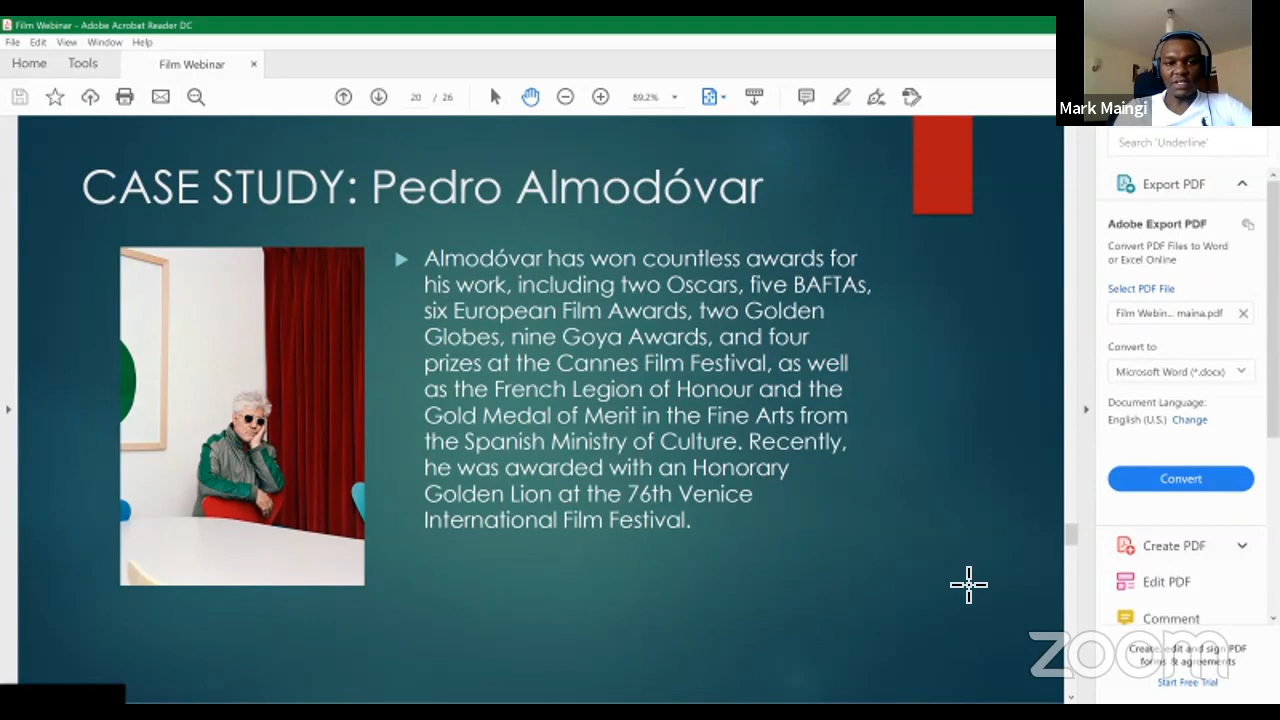 Film Webinar - Adobe Acrobat Reader DC
File Edit View Window Help
Home Tools Film Webinar ×
20 / 26 89.2%
Mark Maingi
Search 'Underline'
Export PDF
Adobe Export PDF
Convert PDF Files to Word
or Excel Online
Select PDF File
Film Webin... maina.pdf
Convert to
Microsoft Word (*.docx)
Document Language:
English (U.S.) Change
Convert
Create PDF
Edit PDF
Comment
Create, edit and sign PDF
forms & agreements
Start Free Trial
zoom
CASE STUDY: Pedro Almodóvar
Almodóvar has won countless awards for
his work, including two Oscars, five BAFTAs,
six European Film Awards, two Golden
Globes, nine Goya Awards, and four
prizes at the Cannes Film Festival, as well
as the French Legion of Honour and the
Gold Medal of Merit in the Fine Arts from
the Spanish Ministry of Culture. Recently,
he was awarded with an Honorary
Golden Lion at the 76th Venice
International Film Festival.